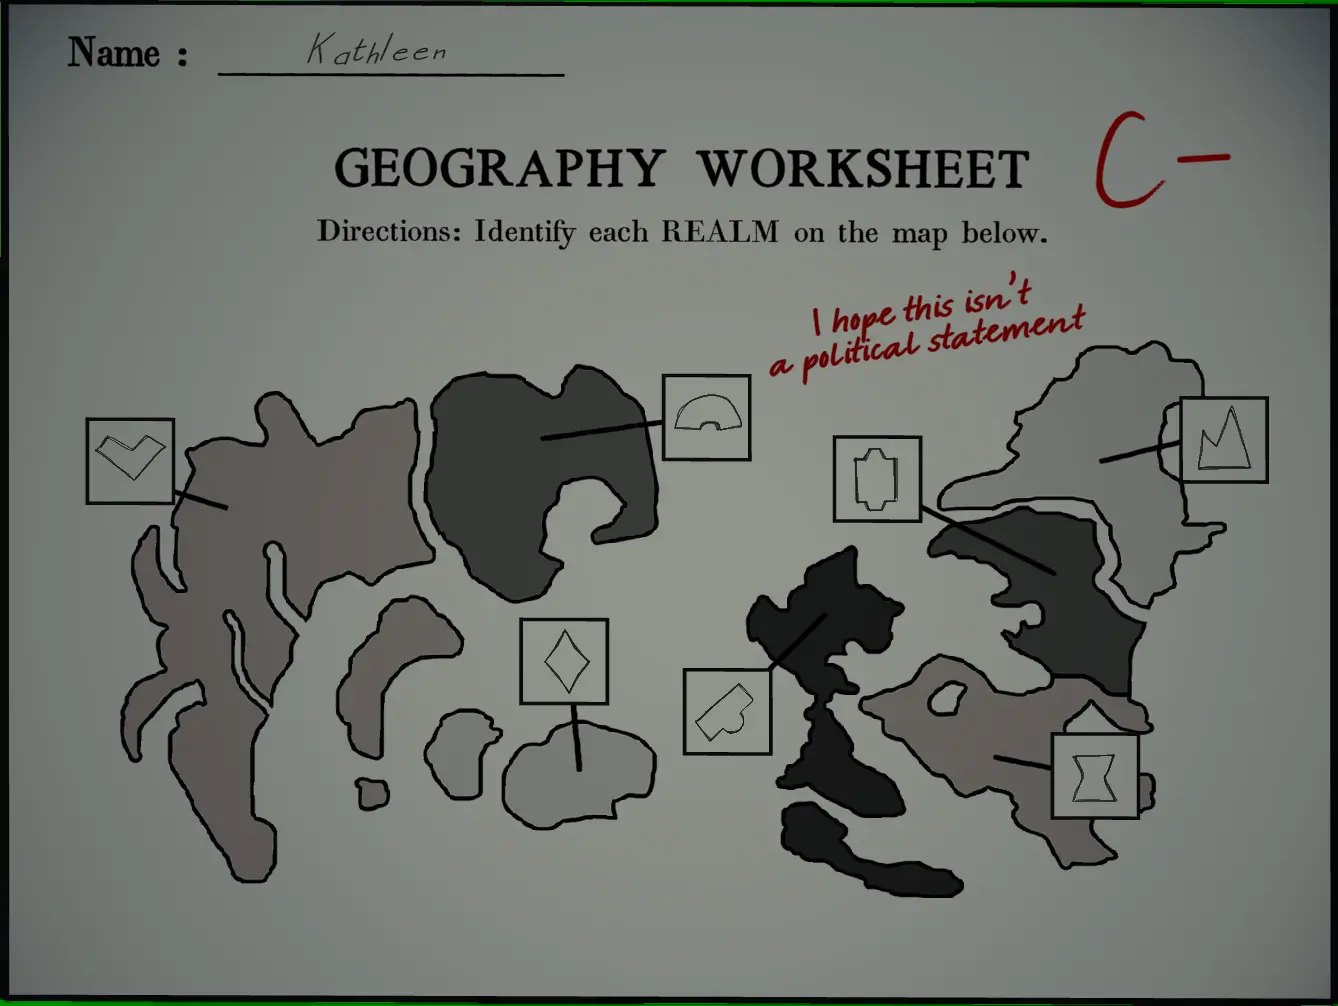 Name : Kathleen
GEOGRAPHY WORKSHEET C-
Directions: Identify each REALM on the map below.
I hope this isn't
a political statement